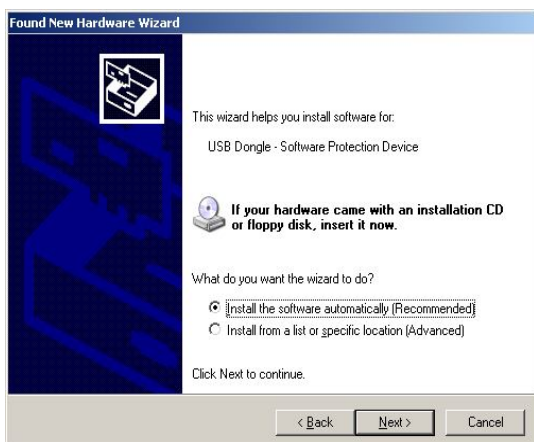 Found New Hardware Wizard
This wizard helps you install software for:
USB Dongle - Software Protection Device
If your hardware came with an installation CD
or floppy disk, insert it now.
What do you want the wizard to do?
Install the software automatically (Recommended)
Install from a list or specific location (Advanced)
Click Next to continue.
< Back Next > Cancel